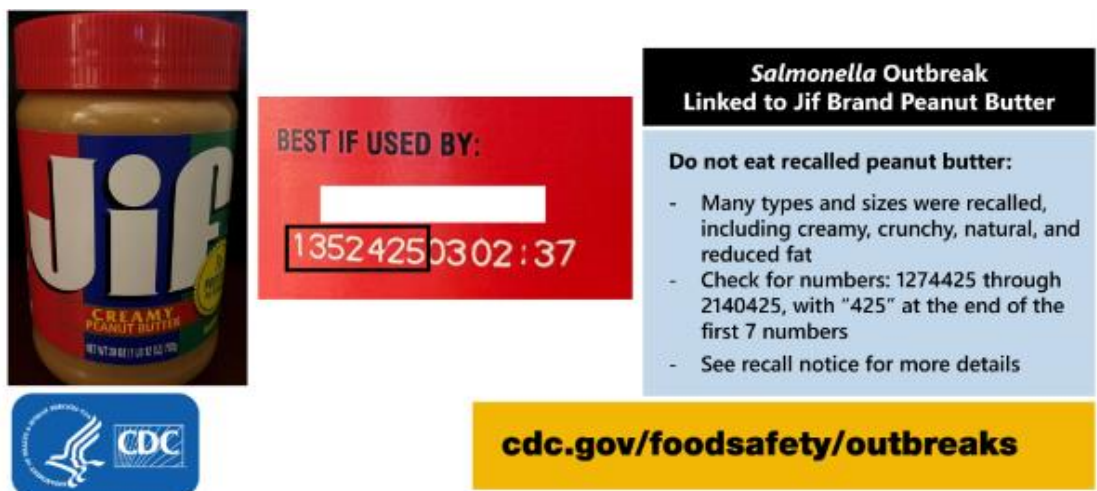 Jif
CREAMY
PEANUT BUTTER
BEST IF USED BY:
135242503 02:37
Salmonella Outbreak
Linked to Jif Brand Peanut Butter
Do not eat recalled peanut butter:
- Many types and sizes were recalled,
including creamy, crunchy, natural, and
reduced fat
- Check for numbers: 1274425 through
2140425, with “425” at the end of the
first 7 numbers
- See recall notice for more details
CDC
cdc.gov/foodsafety/outbreaks